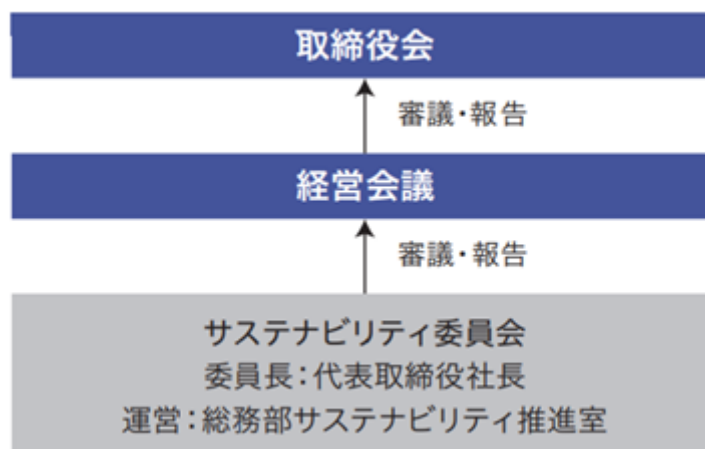 取締役会
審議・報告
経営会議
審議・報告
サステナビリティ委員会
委員長：代表取締役社長
運営：総務部サステナビリティ推進室